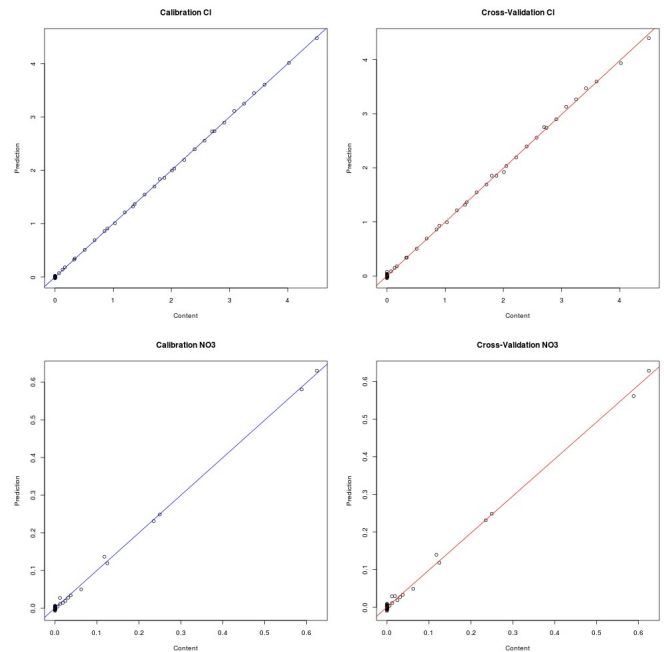 Calibration Cl
Prediction
0 1 2 3 4
0 1 2 3 4
Content
Cross-Validation Cl
Prediction
0 1 2 3 4
0 1 2 3 4
Content
Calibration NO3
Prediction
0.0 0.1 0.2 0.3 0.4 0.5 0.6
0.0 0.1 0.2 0.3 0.4 0.5 0.6
Content
Cross-Validation NO3
Prediction
0.0 0.1 0.2 0.3 0.4 0.5 0.6
0.0 0.1 0.2 0.3 0.4 0.5 0.6
Content